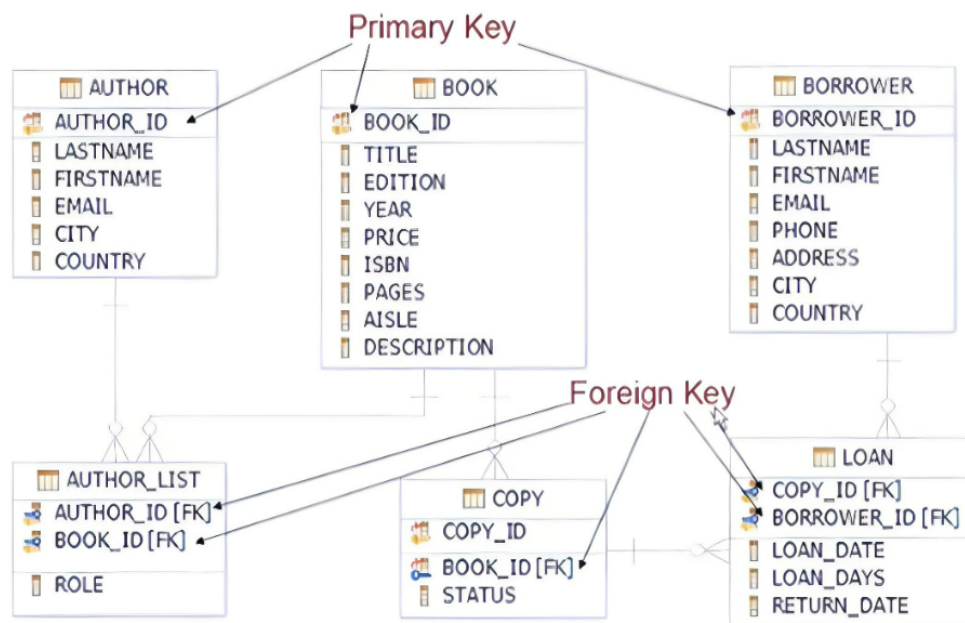 Primary Key
AUTHOR
AUTHOR_ID
LASTNAME
FIRSTNAME
EMAIL
CITY
COUNTRY
BOOK
BOOK_ID
TITLE
EDITION
YEAR
PRICE
ISBN
PAGES
AISLE
DESCRIPTION
BORROWER
BORROWER_ID
LASTNAME
FIRSTNAME
EMAIL
PHONE
ADDRESS
CITY
COUNTRY
Foreign Key
AUTHOR_LIST
AUTHOR_ID [FK]
BOOK_ID [FK]
ROLE
COPY
COPY_ID
BOOK_ID [FK]
STATUS
LOAN
COPY_ID [FK]
BORROWER_ID [FK]
LOAN_DATE
LOAN_DAYS
RETURN_DATE